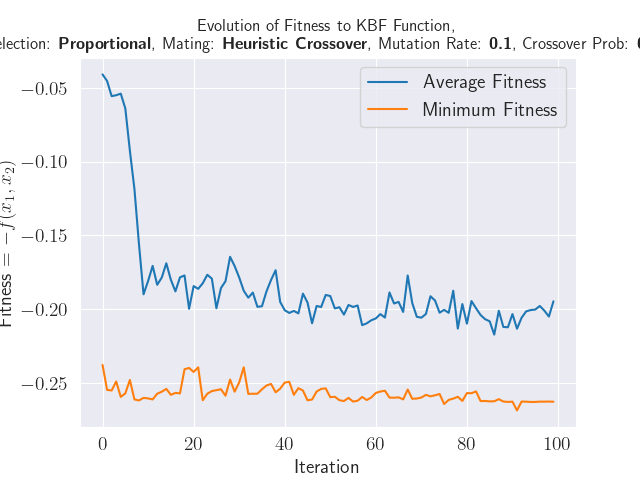 Evolution of Fitness to KBF Function,
election: Proportional, Mating: Heuristic Crossover, Mutation Rate: 0.1, Crossover Prob:
Average Fitness
Minimum Fitness
Fitness = −f(x₁, x₂)
−0.05
−0.10
−0.15
−0.20
−0.25
0 20 40 60 80 100
Iteration